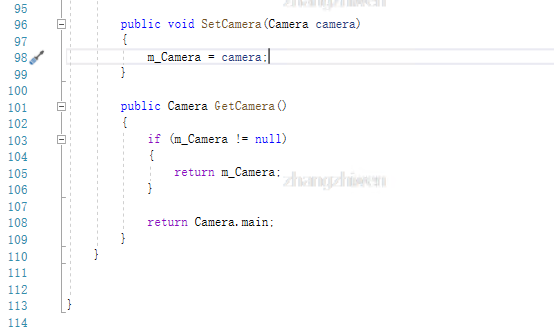 zhangzhiwen
95
96 public void SetCamera(Camera camera)
97 {
98 m_Camera = camera;
99 }
100
101 public Camera GetCamera()
102 {
103 if (m_Camera != null)
104 {
105 return m_Camera;
zhangzhiwen
106 }
107
108 return Camera.main;
109 }
110 }
111
112
113 }
114